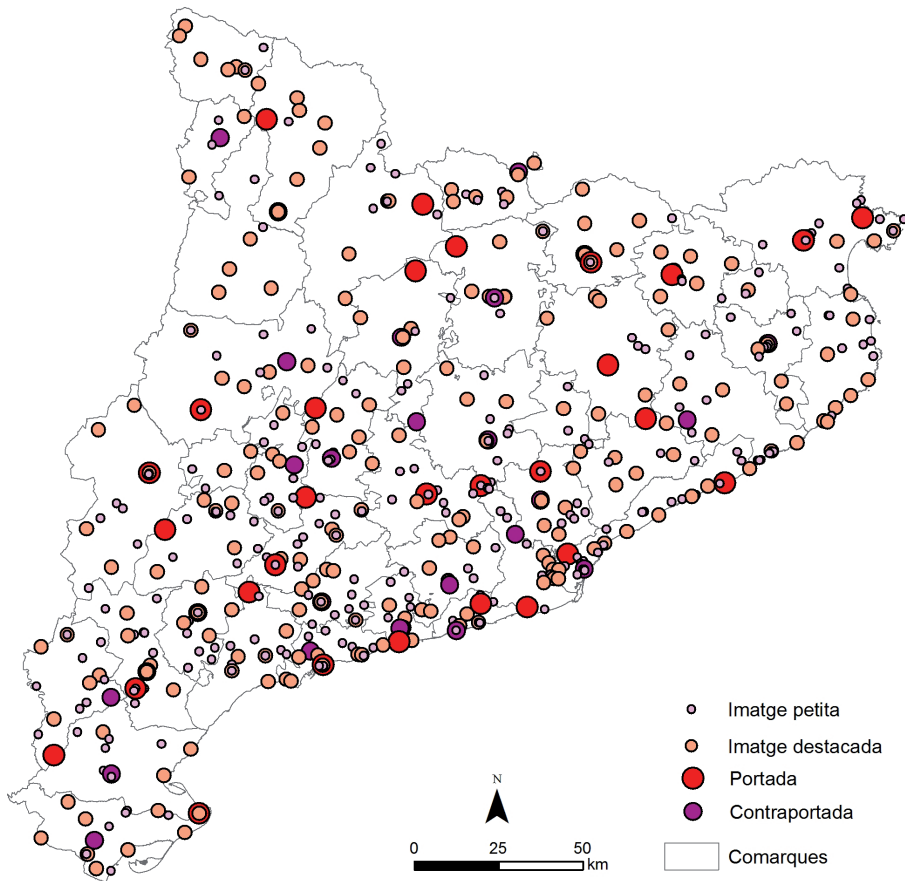 Imatge petita
Imatge destacada
Portada
Contraportada
Comarques
N
0 25 50
km